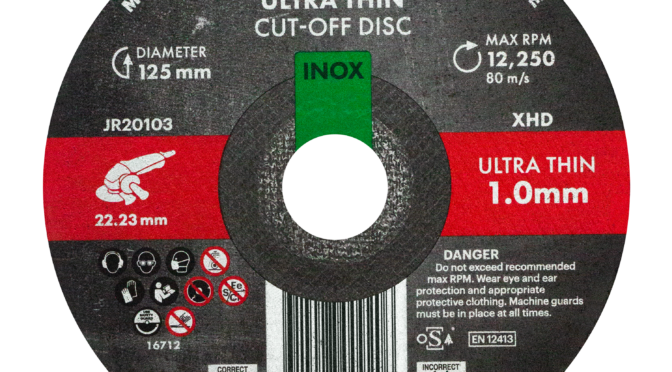 ULTRA THIN
CUT-OFF DISC
DIAMETER
125 mm
INOX
MAX RPM
12,250
80 m/s
JR20103
XHD
22.23 mm
ULTRA THIN
1.0mm
DANGER
Do not exceed recommended
max RPM. Wear eye and ear
protection and appropriate
protective clothing. Machine guards
must be in place at all times.
Fe
oSa
EN 12413
16712
CORRECT
INCORRECT